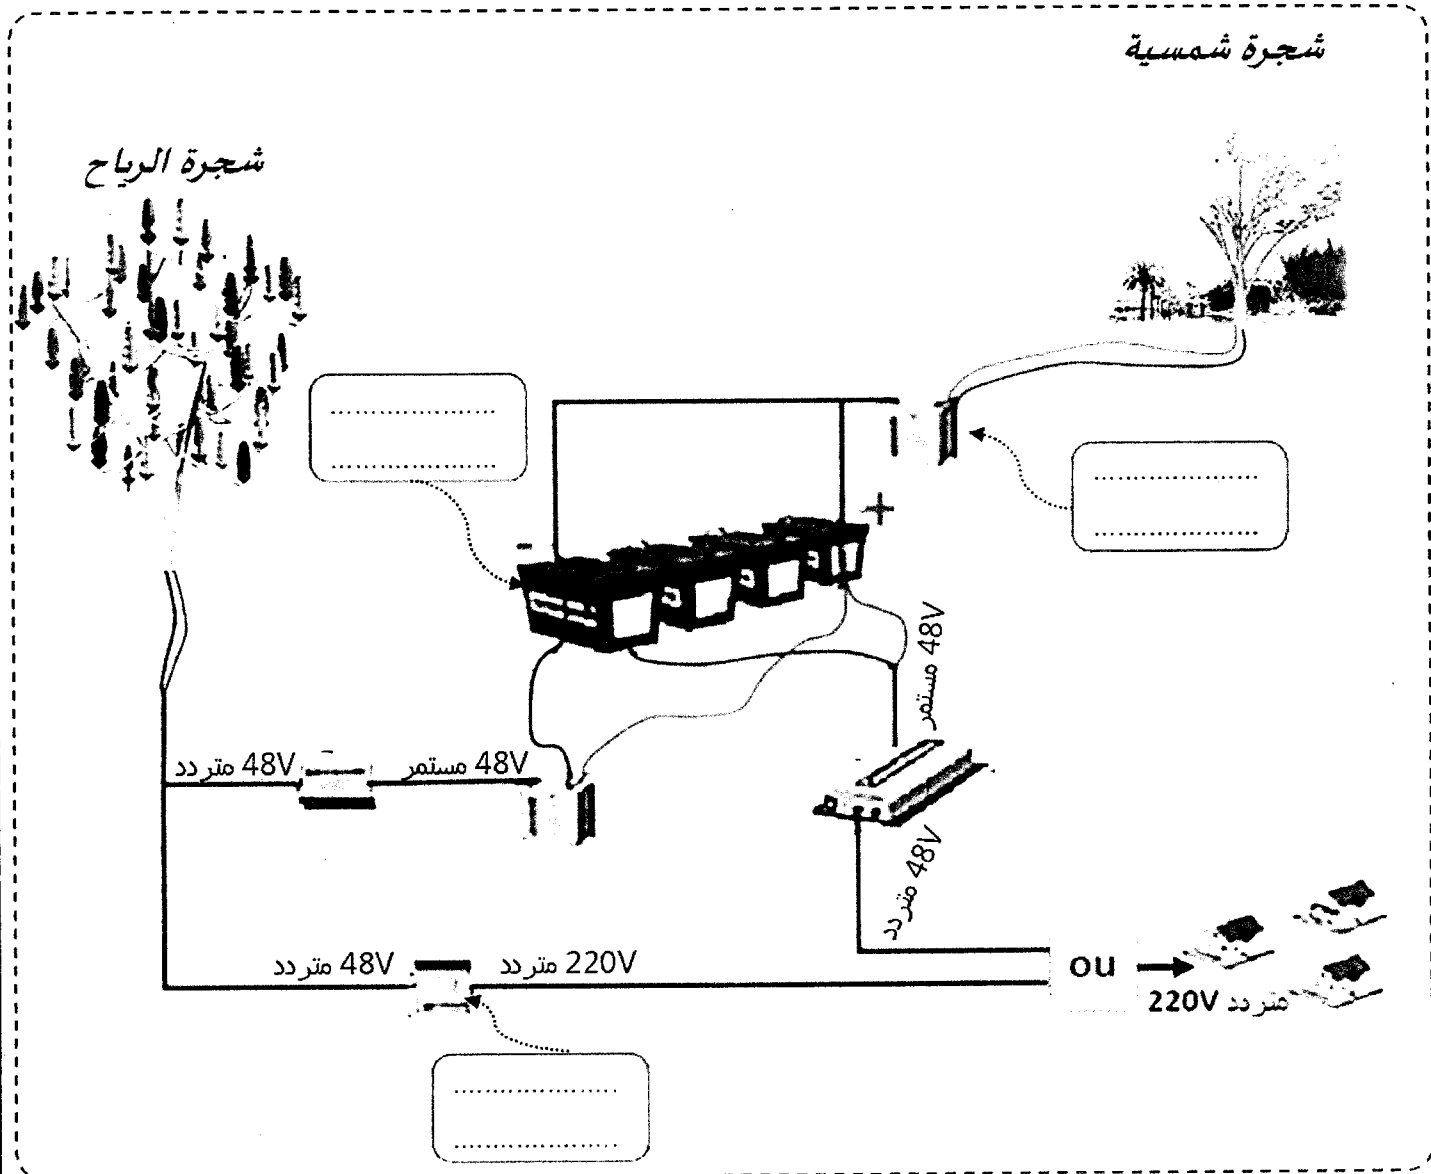 شجرة شمسية
شجرة الرياح
+
-
48V مستمر
48V متردد
48V مستمر
48V متردد
48V متردد
220V متردد
ou
220V متردد